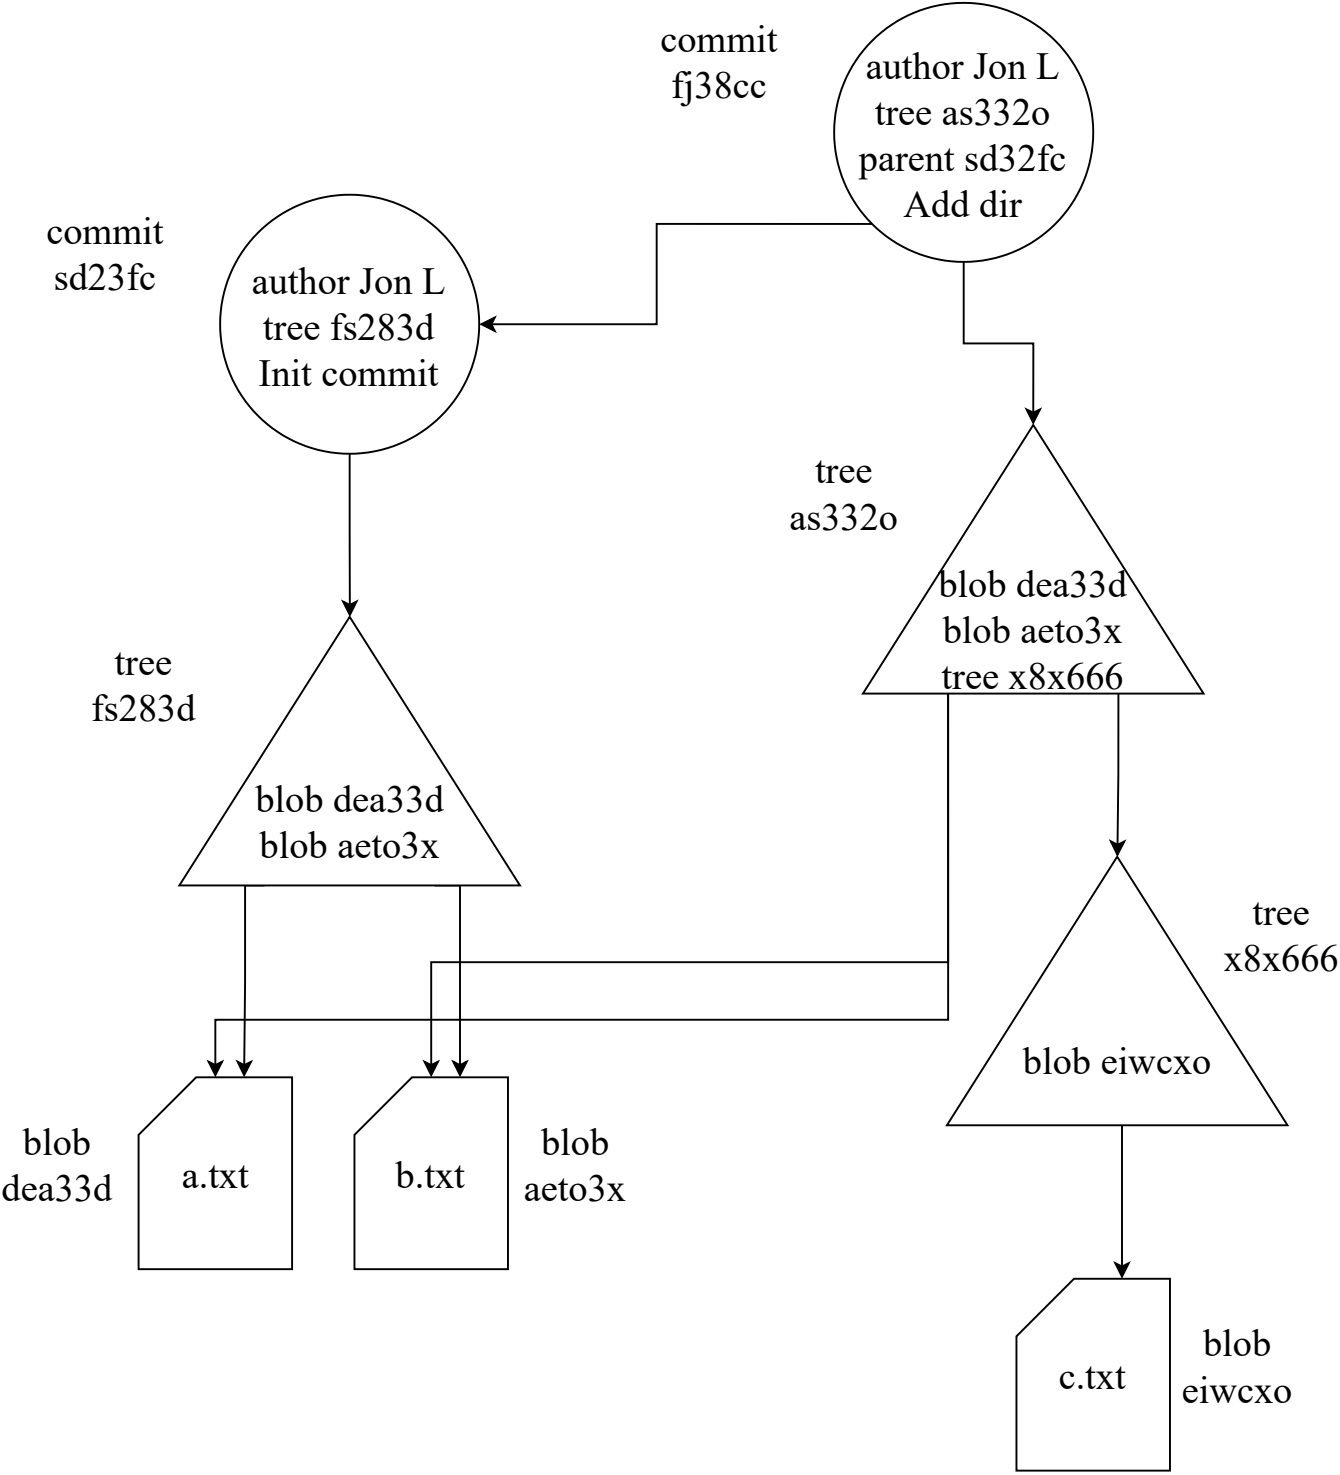 commit
fj38cc
author Jon L
tree as332o
parent sd32fc
Add dir
commit
sd23fc
author Jon L
tree fs283d
Init commit
tree
as332o
blob dea33d
blob aeto3x
tree x8x666
tree
fs283d
blob dea33d
blob aeto3x
tree
x8x666
blob eiwcxo
blob
dea33d
a.txt
b.txt
blob
aeto3x
c.txt
blob
eiwcxo